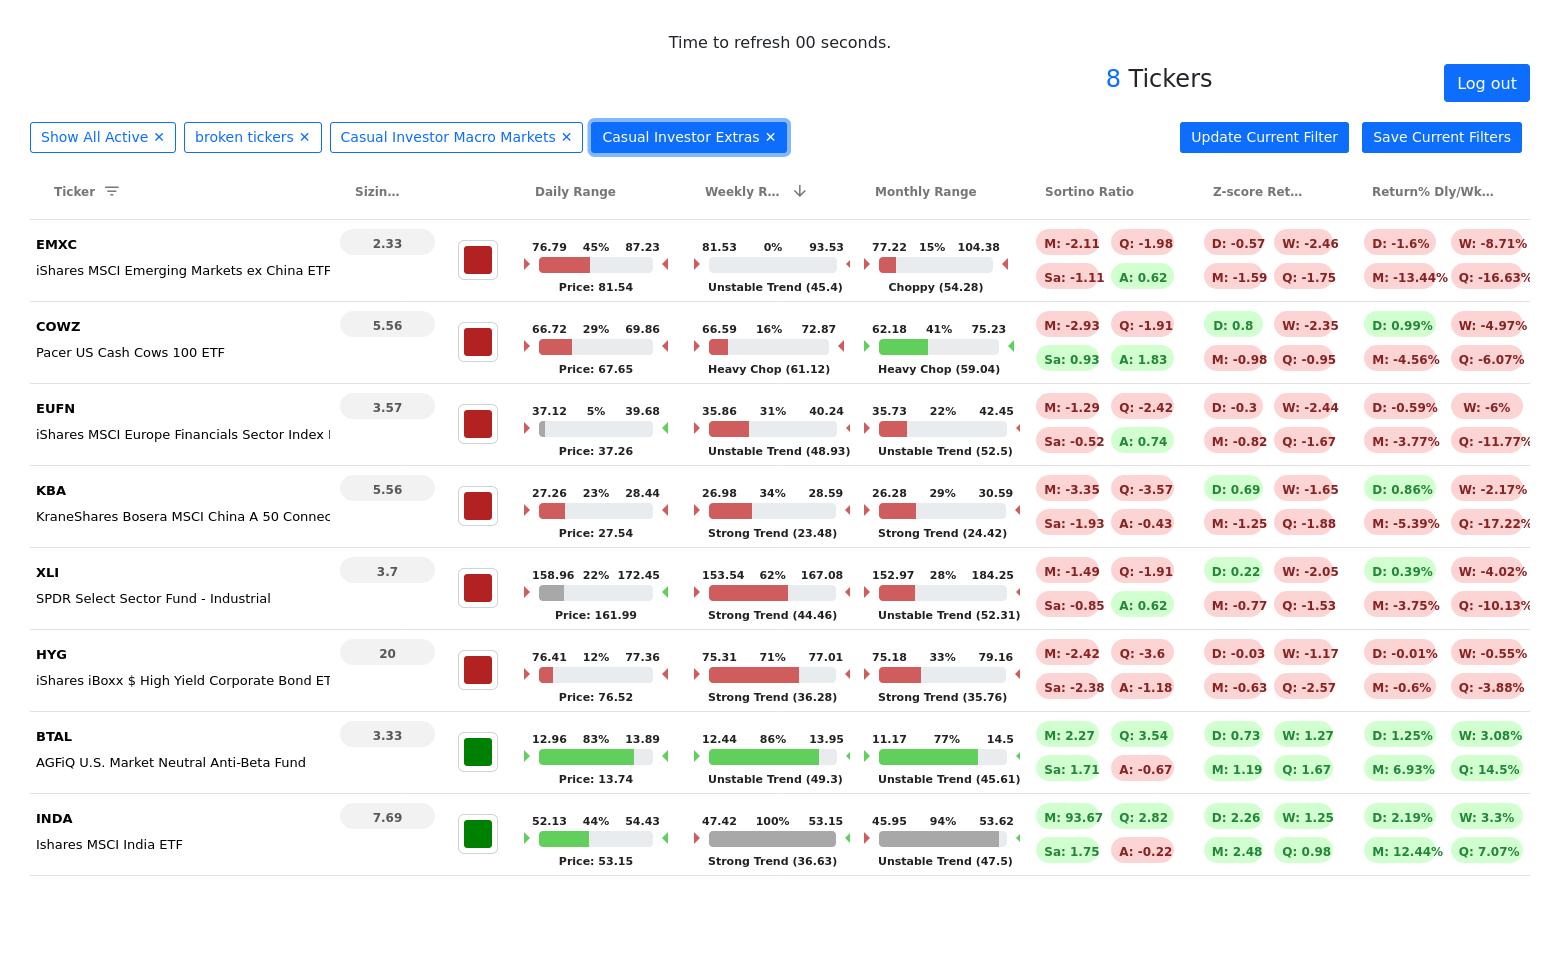 Time to refresh 00 seconds.
8 Tickers
Log out
Show All Active ✕ broken tickers ✕ Casual Investor Macro Markets ✕ Casual Investor Extras ✕ Update Current Filter Save Current Filters
Ticker Sizin… Daily Range Weekly R… Monthly Range Sortino Ratio Z-score Ret… Return% Dly/Wk…
EMXC 2.33 76.79 45% 87.23 81.53 0% 93.53 77.22 15% 104.38 M: -2.11 Q: -1.98 D: -0.57 W: -2.46 D: -1.6% W: -8.71%
iShares MSCI Emerging Markets ex China ETF Price: 81.54 Unstable Trend (45.4) Choppy (54.28) Sa: -1.11 A: 0.62 M: -1.59 Q: -1.75 M: -13.44% Q: -16.63%
COWZ 5.56 66.72 29% 69.86 66.59 16% 72.87 62.18 41% 75.23 M: -2.93 Q: -1.91 D: 0.8 W: -2.35 D: 0.99% W: -4.97%
Pacer US Cash Cows 100 ETF Price: 67.65 Heavy Chop (61.12) Heavy Chop (59.04) Sa: 0.93 A: 1.83 M: -0.98 Q: -0.95 M: -4.56% Q: -6.07%
EUFN 3.57 37.12 5% 39.68 35.86 31% 40.24 35.73 22% 42.45 M: -1.29 Q: -2.42 D: -0.3 W: -2.44 D: -0.59% W: -6%
iShares MSCI Europe Financials Sector Index Price: 37.26 Unstable Trend (48.93) Unstable Trend (52.5) Sa: -0.52 A: 0.74 M: -0.82 Q: -1.67 M: -3.77% Q: -11.77%
KBA 5.56 27.26 23% 28.44 26.98 34% 28.59 26.28 29% 30.59 M: -3.35 Q: -3.57 D: 0.69 W: -1.65 D: 0.86% W: -2.17%
KraneShares Bosera MSCI China A 50 Connec Price: 27.54 Strong Trend (23.48) Strong Trend (24.42) Sa: -1.93 A: -0.43 M: -1.25 Q: -1.88 M: -5.39% Q: -17.22%
XLI 3.7 158.96 22% 172.45 153.54 62% 167.08 152.97 28% 184.25 M: -1.49 Q: -1.91 D: 0.22 W: -2.05 D: 0.39% W: -4.02%
SPDR Select Sector Fund - Industrial Price: 161.99 Strong Trend (44.46) Unstable Trend (52.31) Sa: -0.85 A: 0.62 M: -0.77 Q: -1.53 M: -3.75% Q: -10.13%
HYG 20 76.41 12% 77.36 75.31 71% 77.01 75.18 33% 79.16 M: -2.42 Q: -3.6 D: -0.03 W: -1.17 D: -0.01% W: -0.55%
iShares iBoxx $ High Yield Corporate Bond ET Price: 76.52 Strong Trend (36.28) Strong Trend (35.76) Sa: -2.38 A: -1.18 M: -0.63 Q: -2.57 M: -0.6% Q: -3.88%
BTAL 3.33 12.96 83% 13.89 12.44 86% 13.95 11.17 77% 14.5 M: 2.27 Q: 3.54 D: 0.73 W: 1.27 D: 1.25% W: 3.08%
AGFiQ U.S. Market Neutral Anti-Beta Fund Price: 13.74 Unstable Trend (49.3) Unstable Trend (45.61) Sa: 1.71 A: -0.67 M: 1.19 Q: 1.67 M: 6.93% Q: 14.5%
INDA 7.69 52.13 44% 54.43 47.42 100% 53.15 45.95 94% 53.62 M: 93.67 Q: 2.82 D: 2.26 W: 1.25 D: 2.19% W: 3.3%
Ishares MSCI India ETF Price: 53.15 Strong Trend (36.63) Unstable Trend (47.5) Sa: 1.75 A: -0.22 M: 2.48 Q: 0.98 M: 12.44% Q: 7.07%